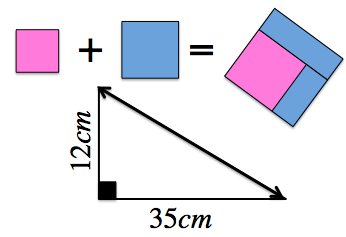 + =
12cm
35cm